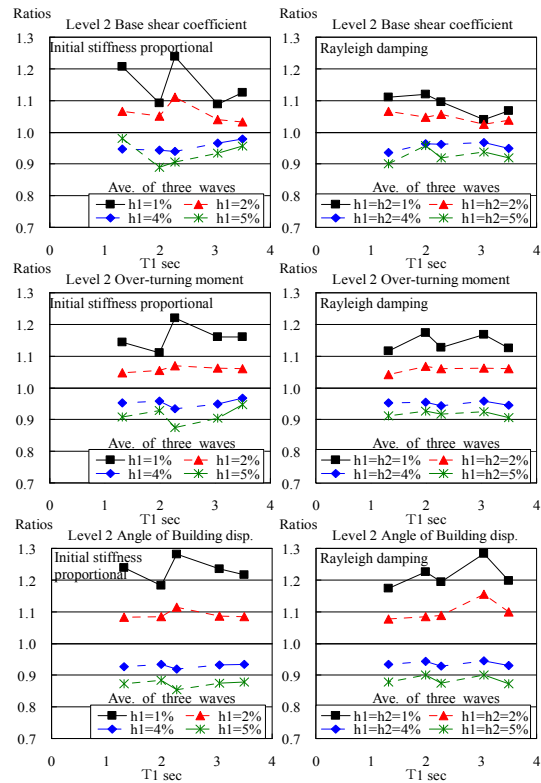 Ratios Level 2 Base shear coefficient
1.3
Initial stiffness proportional
1.2
1.1
1.0
0.9
0.8
Ave. of three waves
h1=1% h1=2%
h1=4% h1=5%
0.7
0 1 2 3 4
T1 sec
Ratios Level 2 Base shear coefficient
1.3
Rayleigh damping
1.2
1.1
1.0
0.9
0.8
Ave. of three waves
h1=h2=1% h1=h2=2%
h1=h2=4% h1=h2=5%
0.7
0 1 2 3 4
T1 sec
Ratios Level 2 Over-turning moment
1.3
Initial stiffness proportional
1.2
1.1
1.0
0.9
0.8
Ave. of three waves
h1=1% h1=2%
h1=4% h1=5%
0.7
0 1 2 3 4
T1 sec
Ratios Level 2 Over-turning moment
1.3
Rayleigh damping
1.2
1.1
1.0
0.9
0.8
Ave. of three waves
h1=h2=1% h1=h2=2%
h1=h2=4% h1=h2=5%
0.7
0 1 2 3 4
T1 sec
Ratios Level 2 Angle of Building disp.
1.3
Initial stiffness
proportional
1.2
1.1
1.0
0.9
0.8
Ave. of three waves
h1=1% h1=2%
h1=4% h1=5%
0.7
0 1 2 3 4
T1 sec
Ratios Level 2 Angle of Building disp.
1.3
Rayleigh damping
1.2
1.1
1.0
0.9
0.8
Ave. of three waves
h1=h2=1% h1=h2=2%
h1=h2=4% h1=h2=5%
0.7
0 1 2 3 4
T1 sec